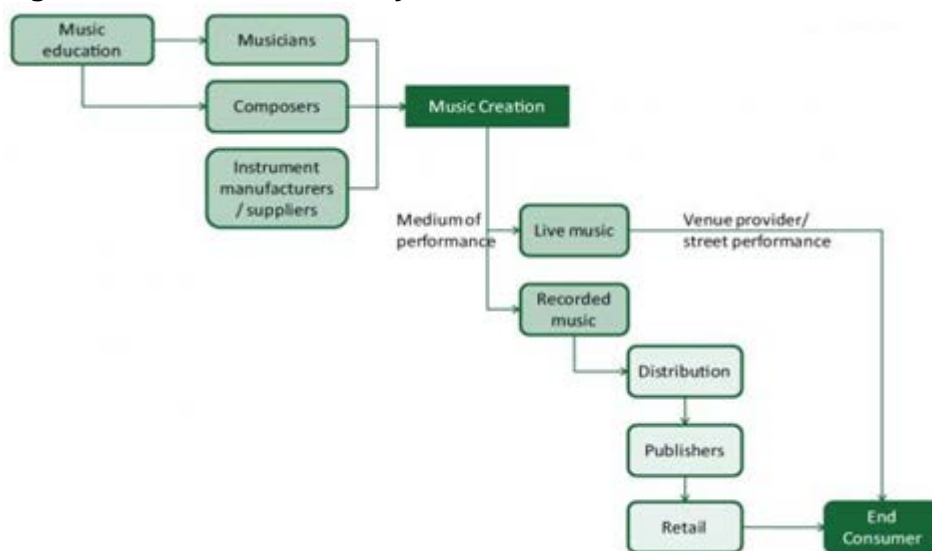 Music
education
Musicians
Composers
Music Creation
Instrument
manufacturers
/ suppliers
Medium of
performance
Live music
Venue provider/
street performance
Recorded
music
Distribution
Publishers
Retail
End
Consumer